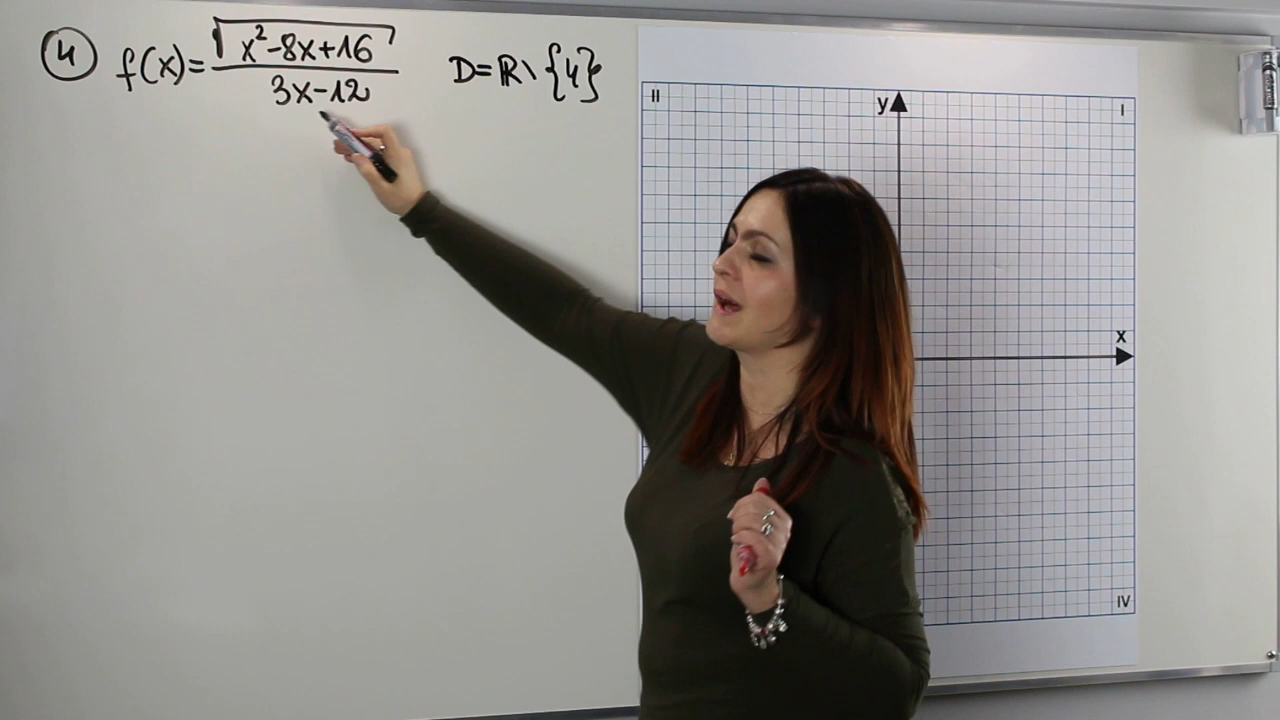 4 f(x)=√(x²-8x+16)/(3x-12) D=ℝ\{4}
II y I
x
IV